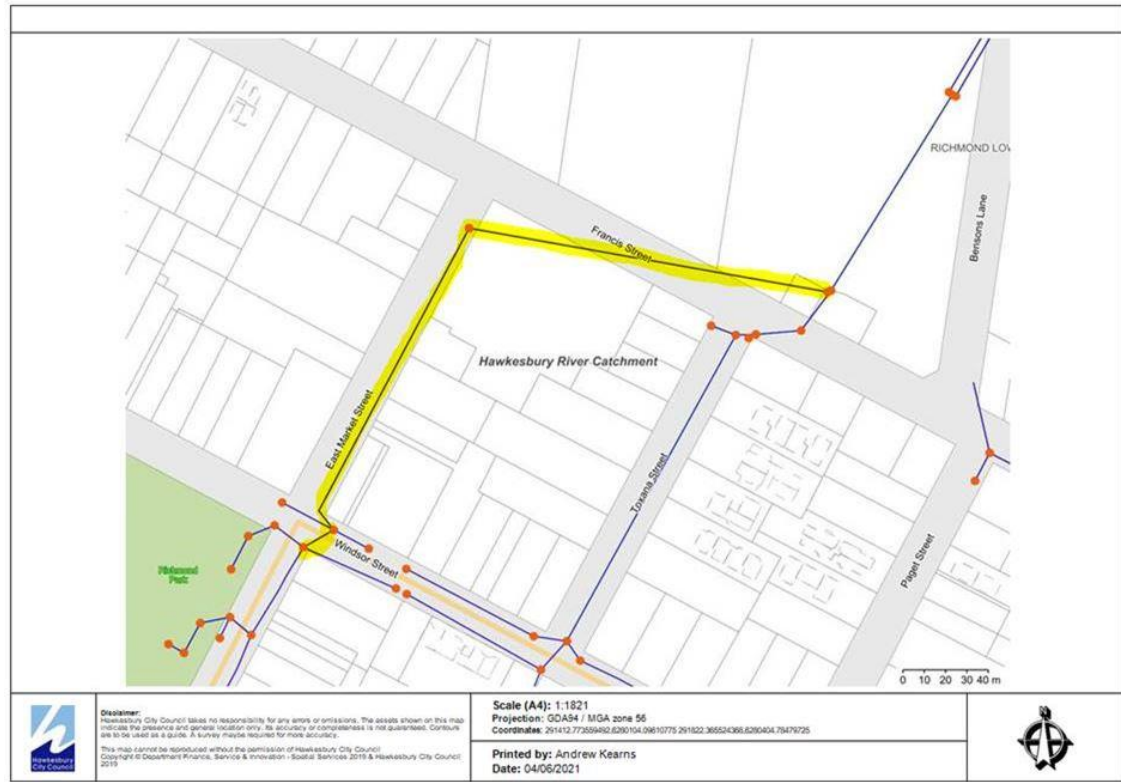 RICHMOND LOW
Bensons Lane
Francis Street
Hawkesbury River Catchment
East Market Street
Toxana Street
Paget Street
Windsor Street
Richmond
Park
0 10 20 30 40 m
Hawkesbury
City Council
Disclaimer:
Hawkesbury City Council takes no responsibility for any errors or omissions. The assets shown on this map
indicate the presence and general location only. Its accuracy or completeness is not guaranteed. Contours
are to be used as a guide. A survey maybe required for more accuracy.
This map cannot be reproduced without the permission of Hawkesbury City Council
Copyright © Department Finance, Service & Innovation - Spatial Services 2019 & Hawkesbury City Council
2019
Scale (A4): 1:1821
Projection: GDA94 / MGA zone 56
Coordinates:
Printed by: Andrew Kearns
Date: 04/06/2021